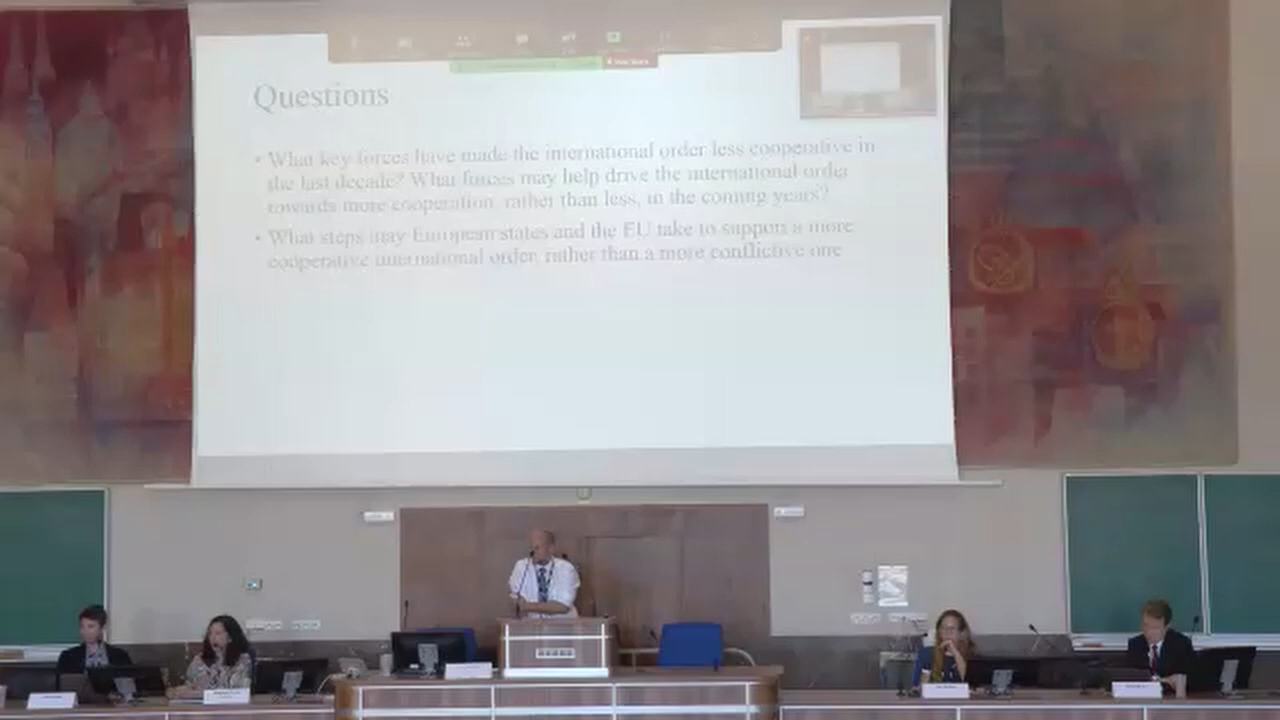 Questions
• What key forces have made the international order less cooperative in
the last decade? What forces may help drive the international order
towards more cooperation, rather than less, in the coming years?
• What steps may European states and the EU take to support a more
cooperative international order, rather than a more conflictive one